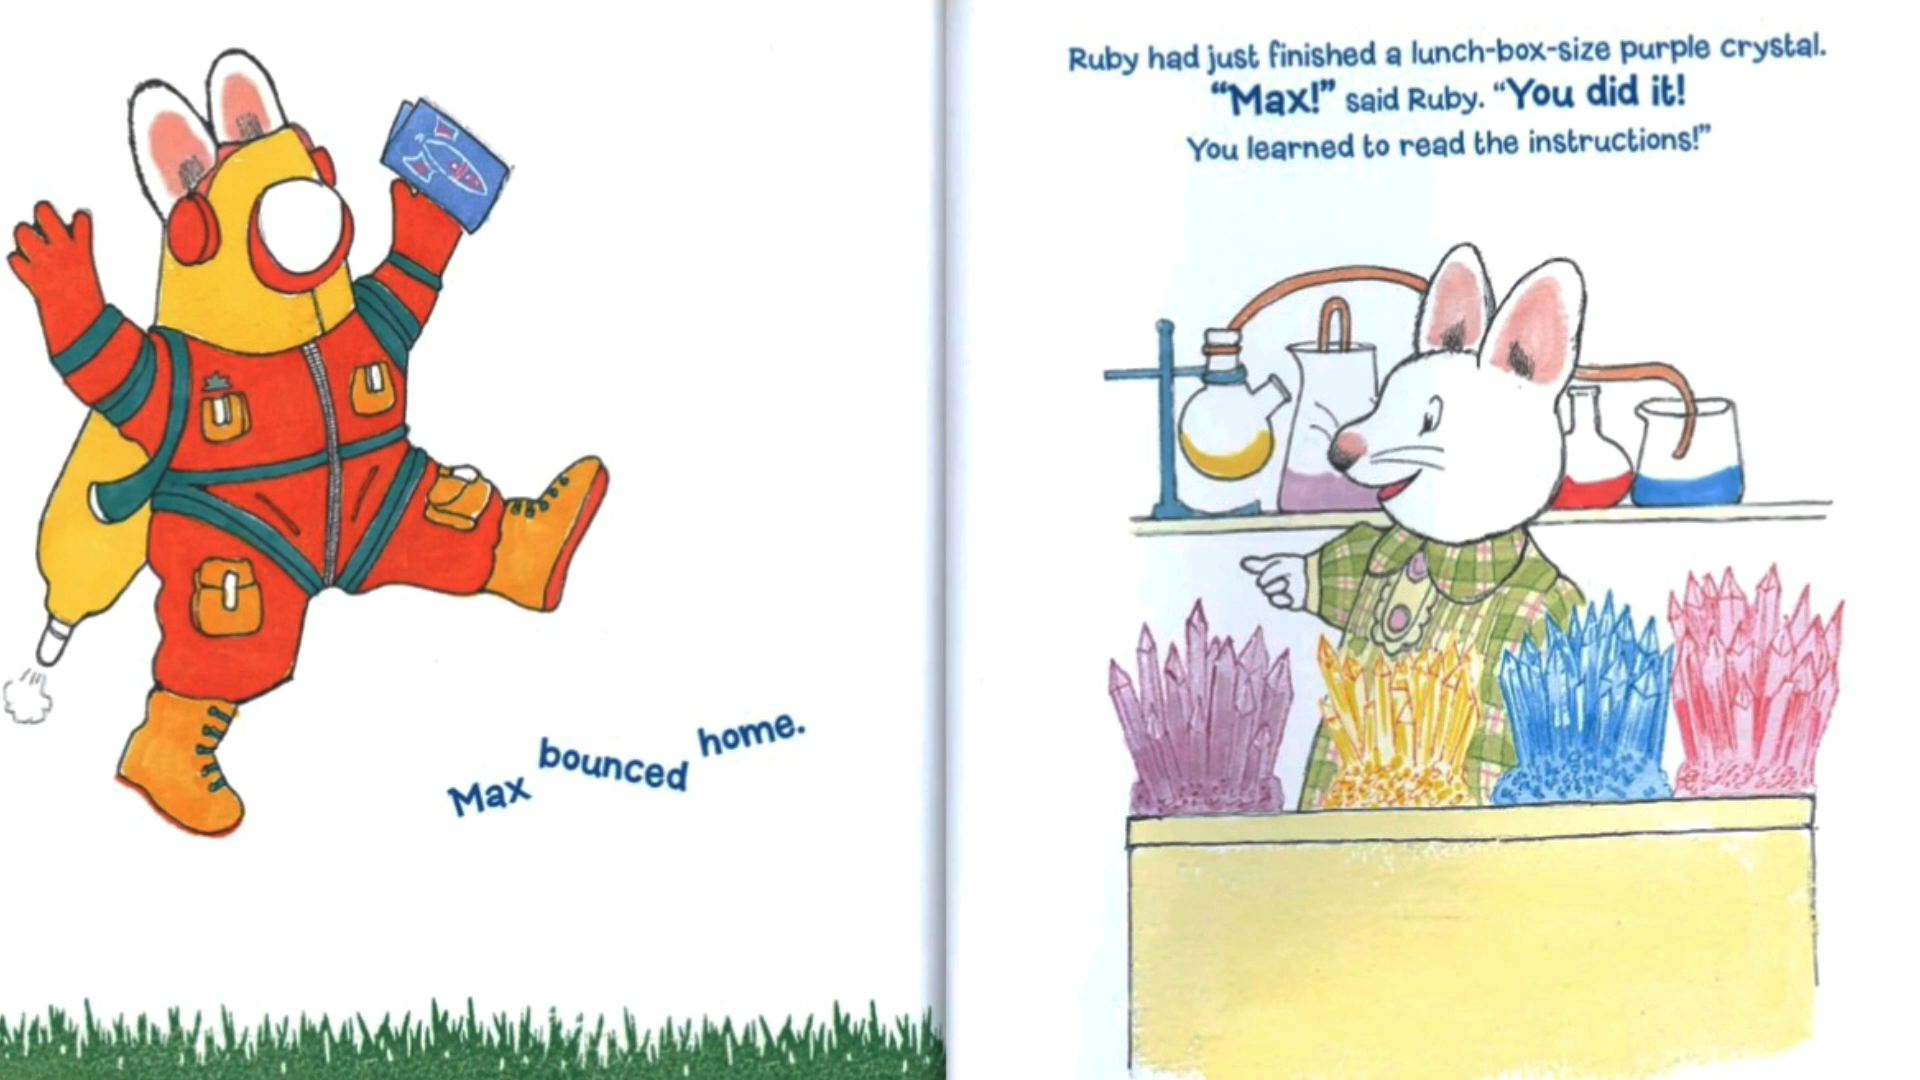 Max bounced home.
Ruby had just finished a lunch-box-size purple crystal.
“Max!” said Ruby. “You did it!
You learned to read the instructions!”